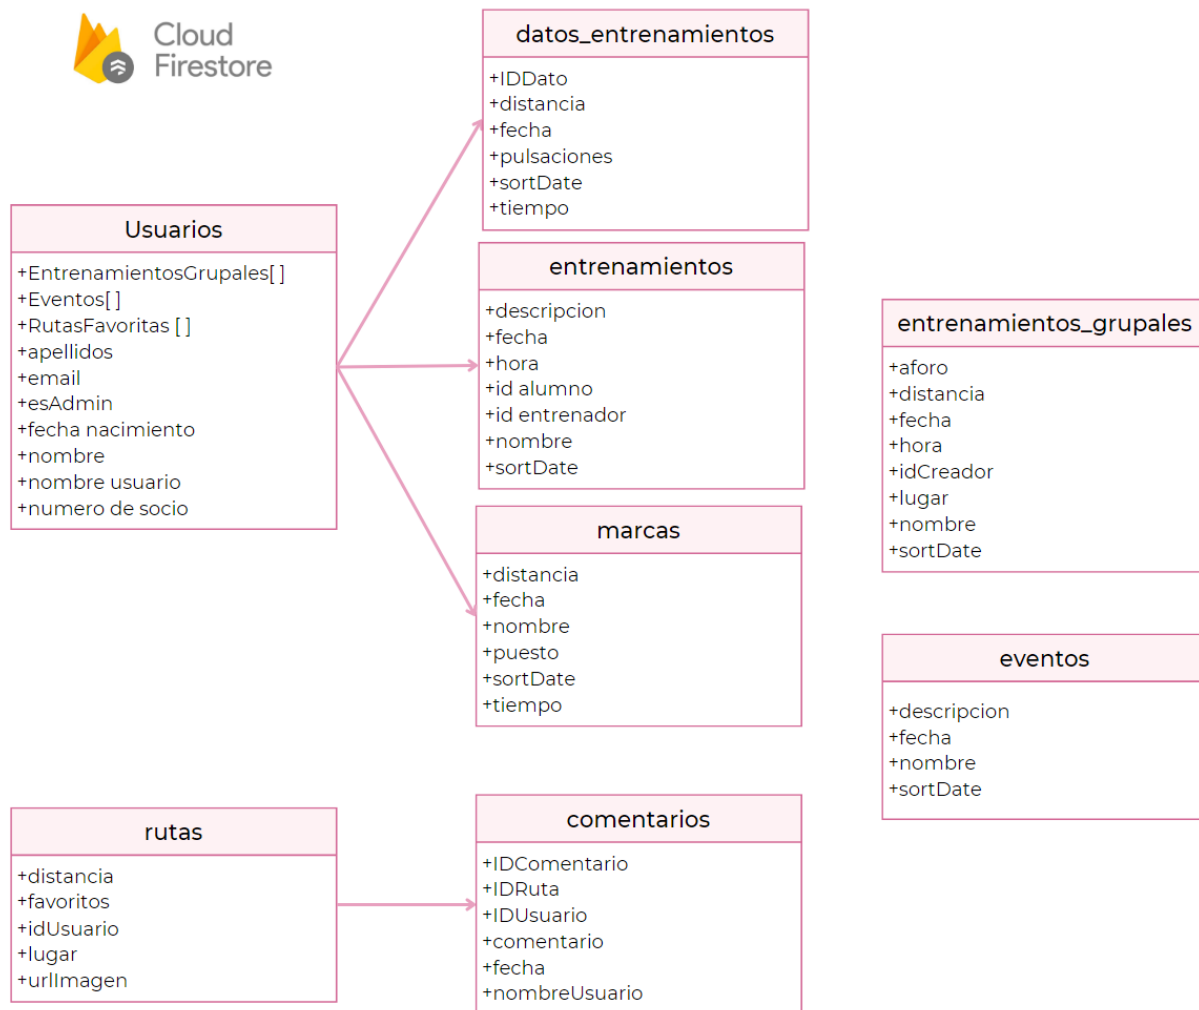 Cloud
Firestore
datos_entrenamientos
+IDDato
+distancia
+fecha
+pulsaciones
+sortDate
+tiempo
Usuarios
+EntrenamientosGrupales[ ]
+Eventos[ ]
+RutasFavoritas [ ]
+apellidos
+email
+esAdmin
+fecha nacimiento
+nombre
+nombre usuario
+numero de socio
entrenamientos
+descripcion
+fecha
+hora
+id alumno
+id entrenador
+nombre
+sortDate
entrenamientos_grupales
+aforo
+distancia
+fecha
+hora
+idCreador
+lugar
+nombre
+sortDate
marcas
+distancia
+fecha
+nombre
+puesto
+sortDate
+tiempo
eventos
+descripcion
+fecha
+nombre
+sortDate
rutas
+distancia
+favoritos
+idUsuario
+lugar
+urlImagen
comentarios
+IDComentario
+IDRuta
+IDUsuario
+comentario
+fecha
+nombreUsuario